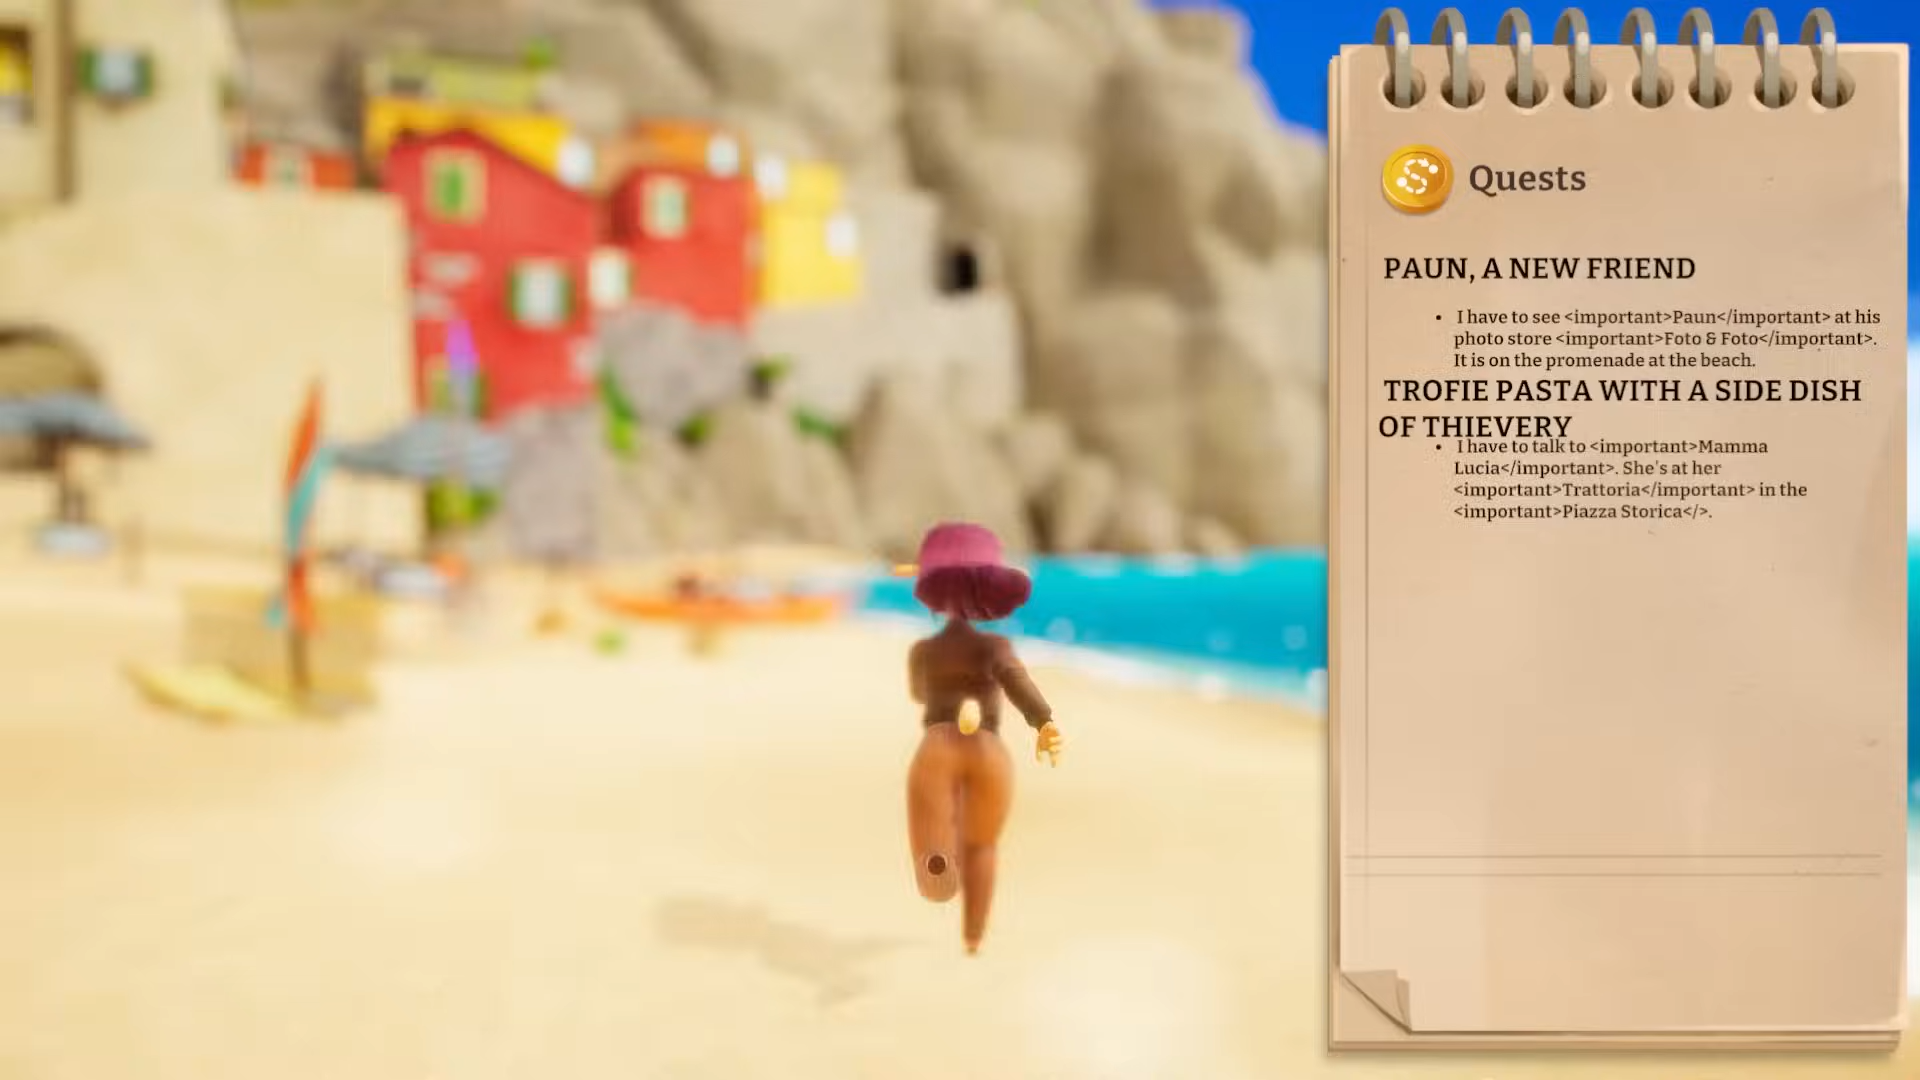 Quests
PAUN, A NEW FRIEND
• I have to see <important>Paun</important> at his
photo store <important>Foto & Foto</important>.
It is on the promenade at the beach.
TROFIE PASTA WITH A SIDE DISH
OF THIEVERY
• I have to talk to <important>Mamma
Lucia</important>. She's at her
<important>Trattoria</important> in the
<important>Piazza Storica</>.